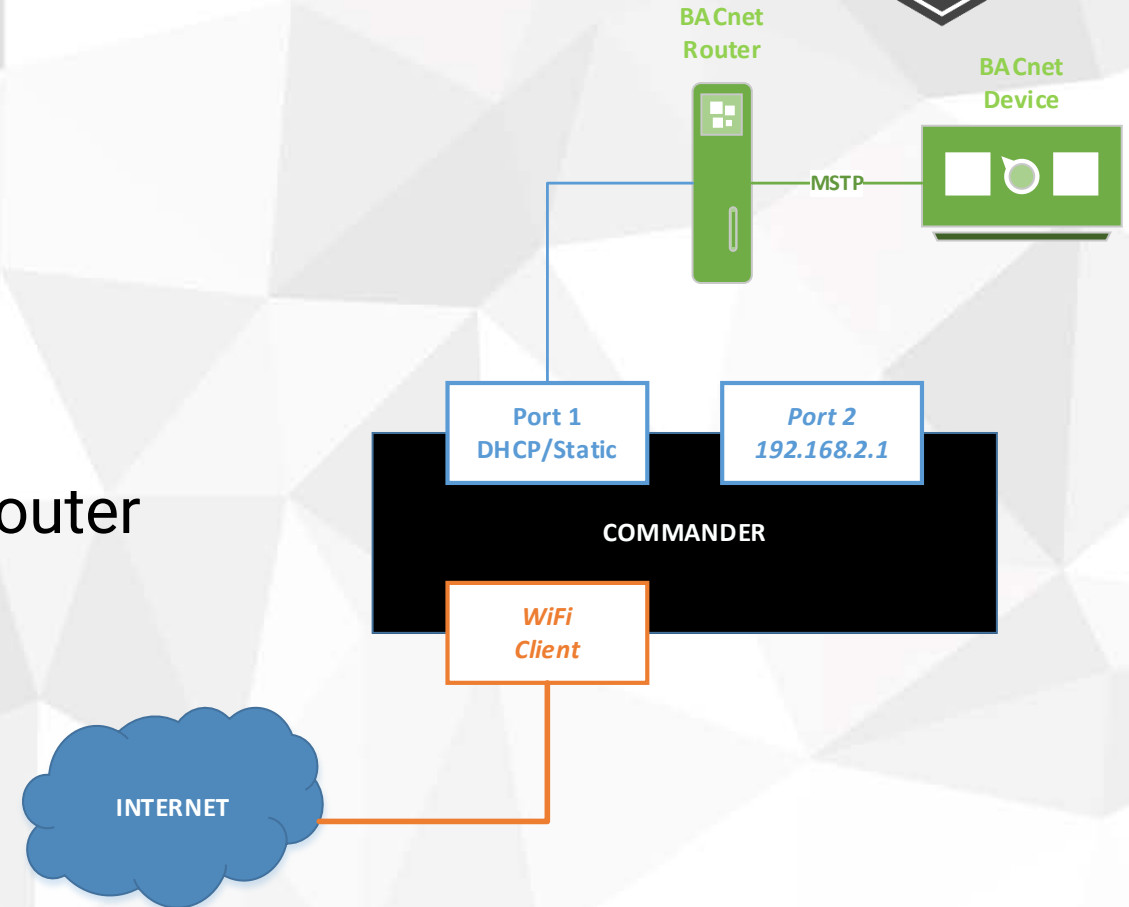 BACnet
Router
BACnet
Device
MSTP
Port 1
DHCP/Static
Port 2
192.168.2.1
outer
COMMANDER
WiFi
Client
INTERNET